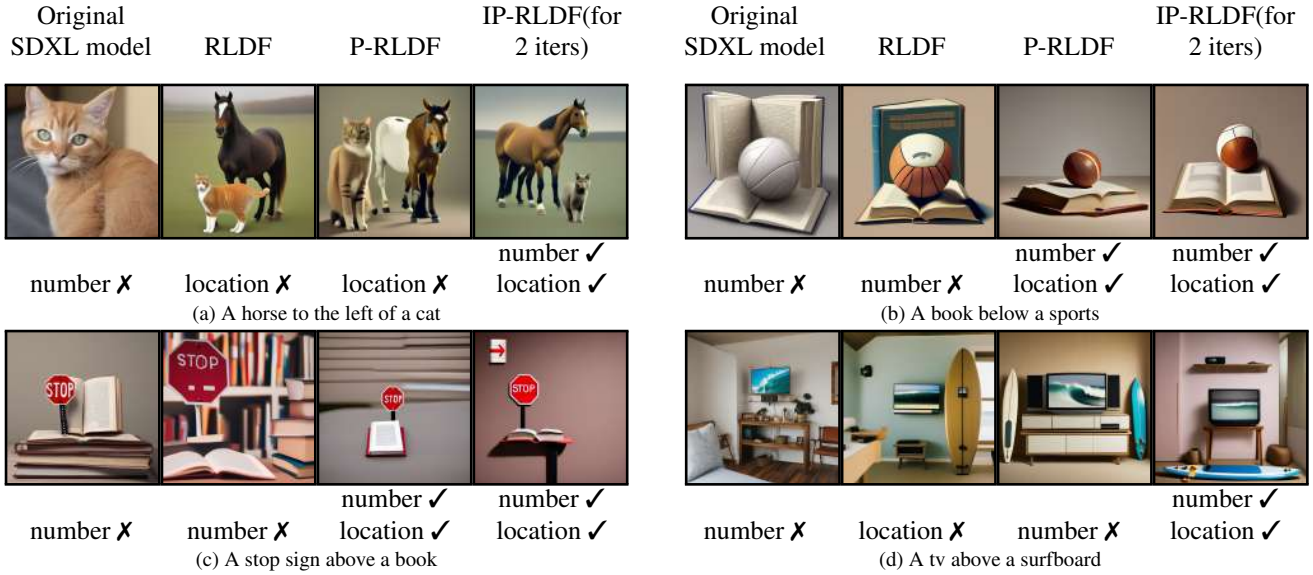 Original
SDXL model
RLDF
P-RLDF
IP-RLDF(for
2 iters)
Original
SDXL model
RLDF
P-RLDF
IP-RLDF(for
2 iters)
number ✓
number ✗ location ✗ location ✗ location ✓
(a) A horse to the left of a cat
number ✓ number ✓
number ✗ number ✗ location ✓ location ✓
(b) A book below a sports
STOP
STOP
STOP
STOP
number ✓ number ✓
number ✗ number ✗ location ✓ location ✓
(c) A stop sign above a book
number ✓
number ✗ location ✗ number ✗ location ✓
(d) A tv above a surfboard